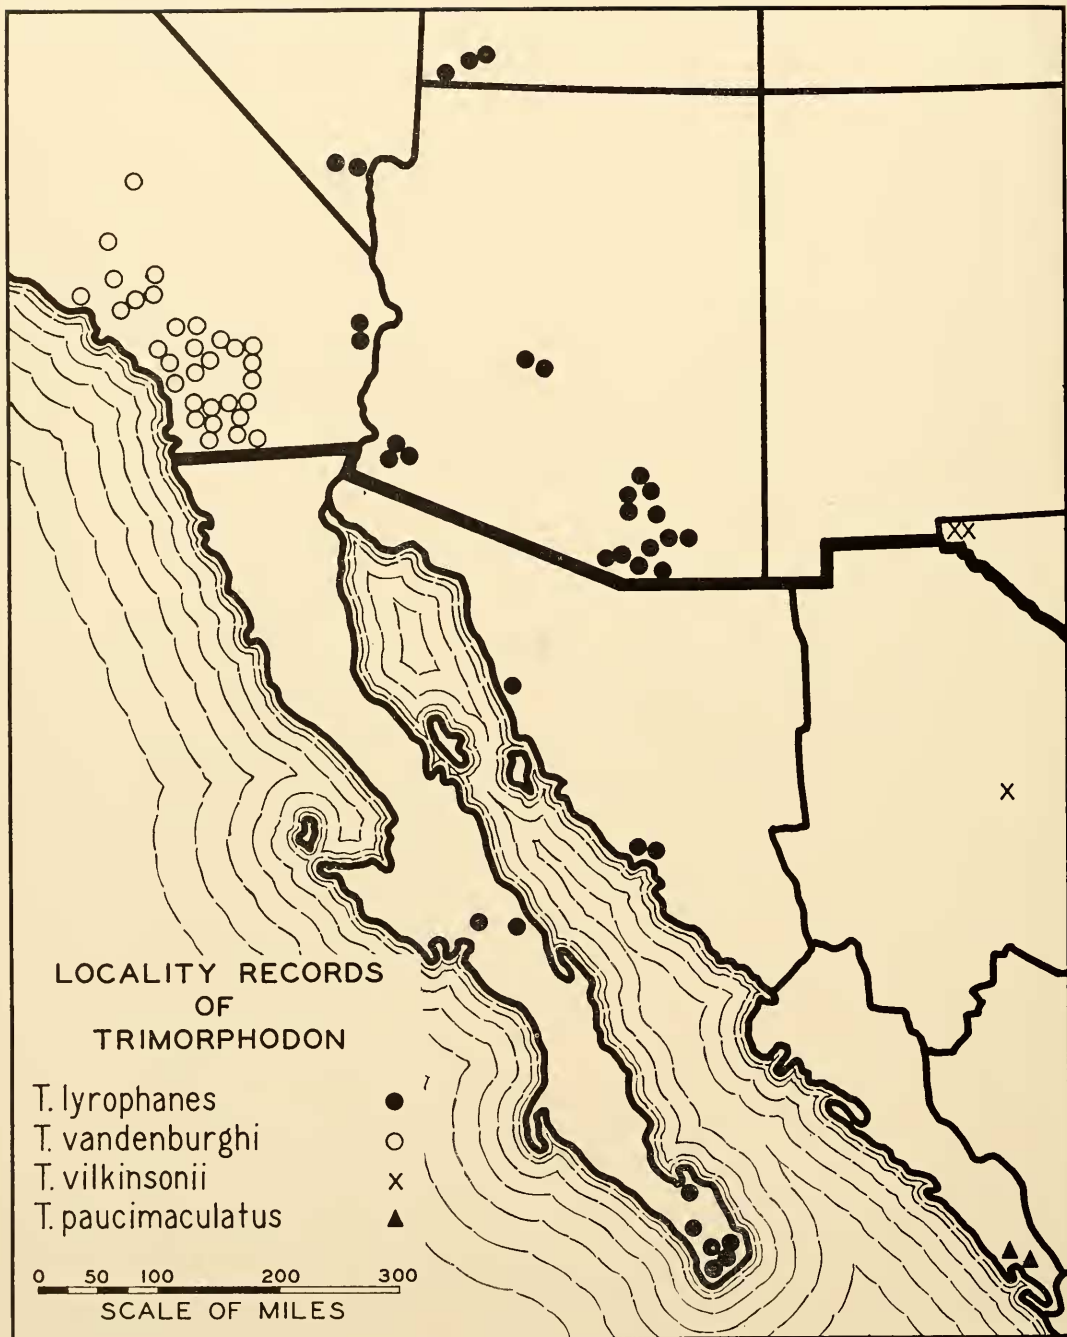 LOCALITY RECORDS
OF
TRIMORPHODON
T. lyrophanes ●
T. vandenburghi ○
T. vilkinsonii x
T. paucimaculatus ▲
0 50 100 200 300
SCALE OF MILES